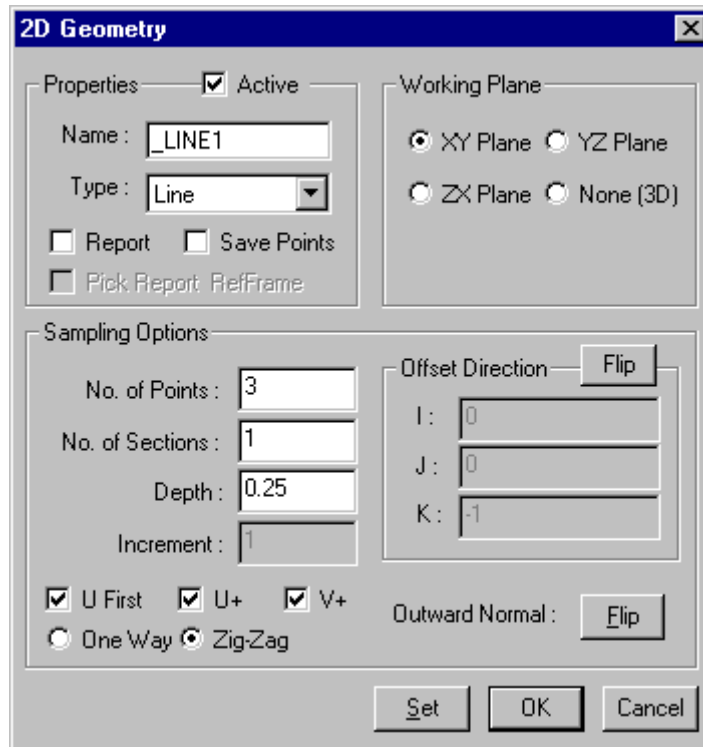 2D Geometry
Properties
Active
Name :
_LINE1
Type :
Line
Report
Save Points
Pick Report RefFrame
Working Plane
XY Plane
YZ Plane
ZX Plane
None (3D)
Sampling Options
No. of Points :
3
No. of Sections :
1
Depth :
0.25
Increment :
1
Offset Direction
Flip
I :
0
J :
0
K :
-1
U First
U+
V+
One Way
Zig-Zag
Outward Normal :
Flip
Set
OK
Cancel